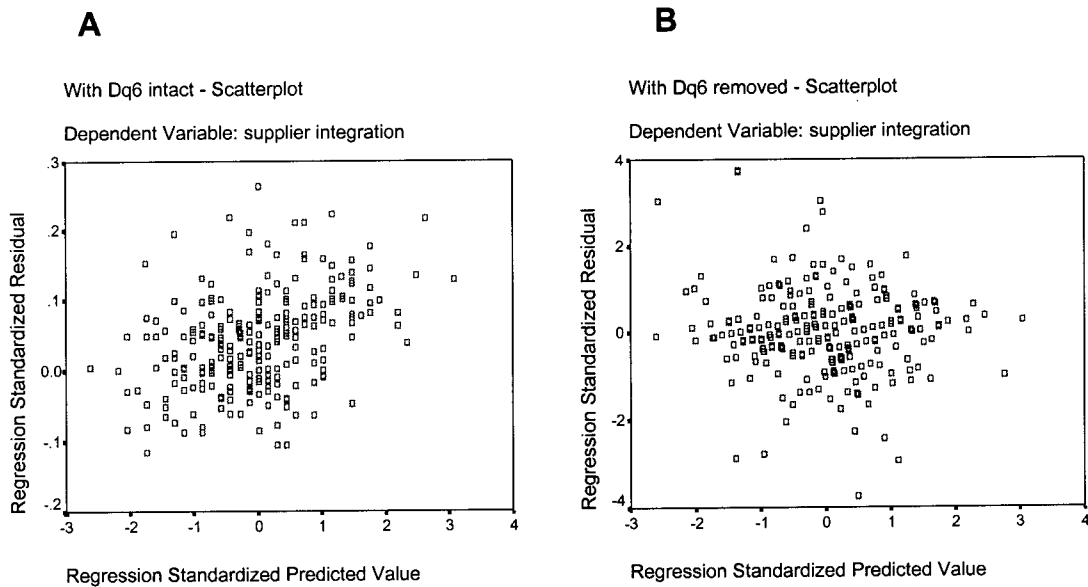 A
With Dq6 intact - Scatterplot
Dependent Variable: supplier integration
.3
.2
.1
0.0
-.1
-.2
Regression Standardized Residual
-3
-2
-1
0
1
2
3
4
Regression Standardized Predicted Value
B
With Dq6 removed - Scatterplot
Dependent Variable: supplier integration
4
2
0
-2
-4
Regression Standardized Residual
-3
-2
-1
0
1
2
3
4
Regression Standardized Predicted Value